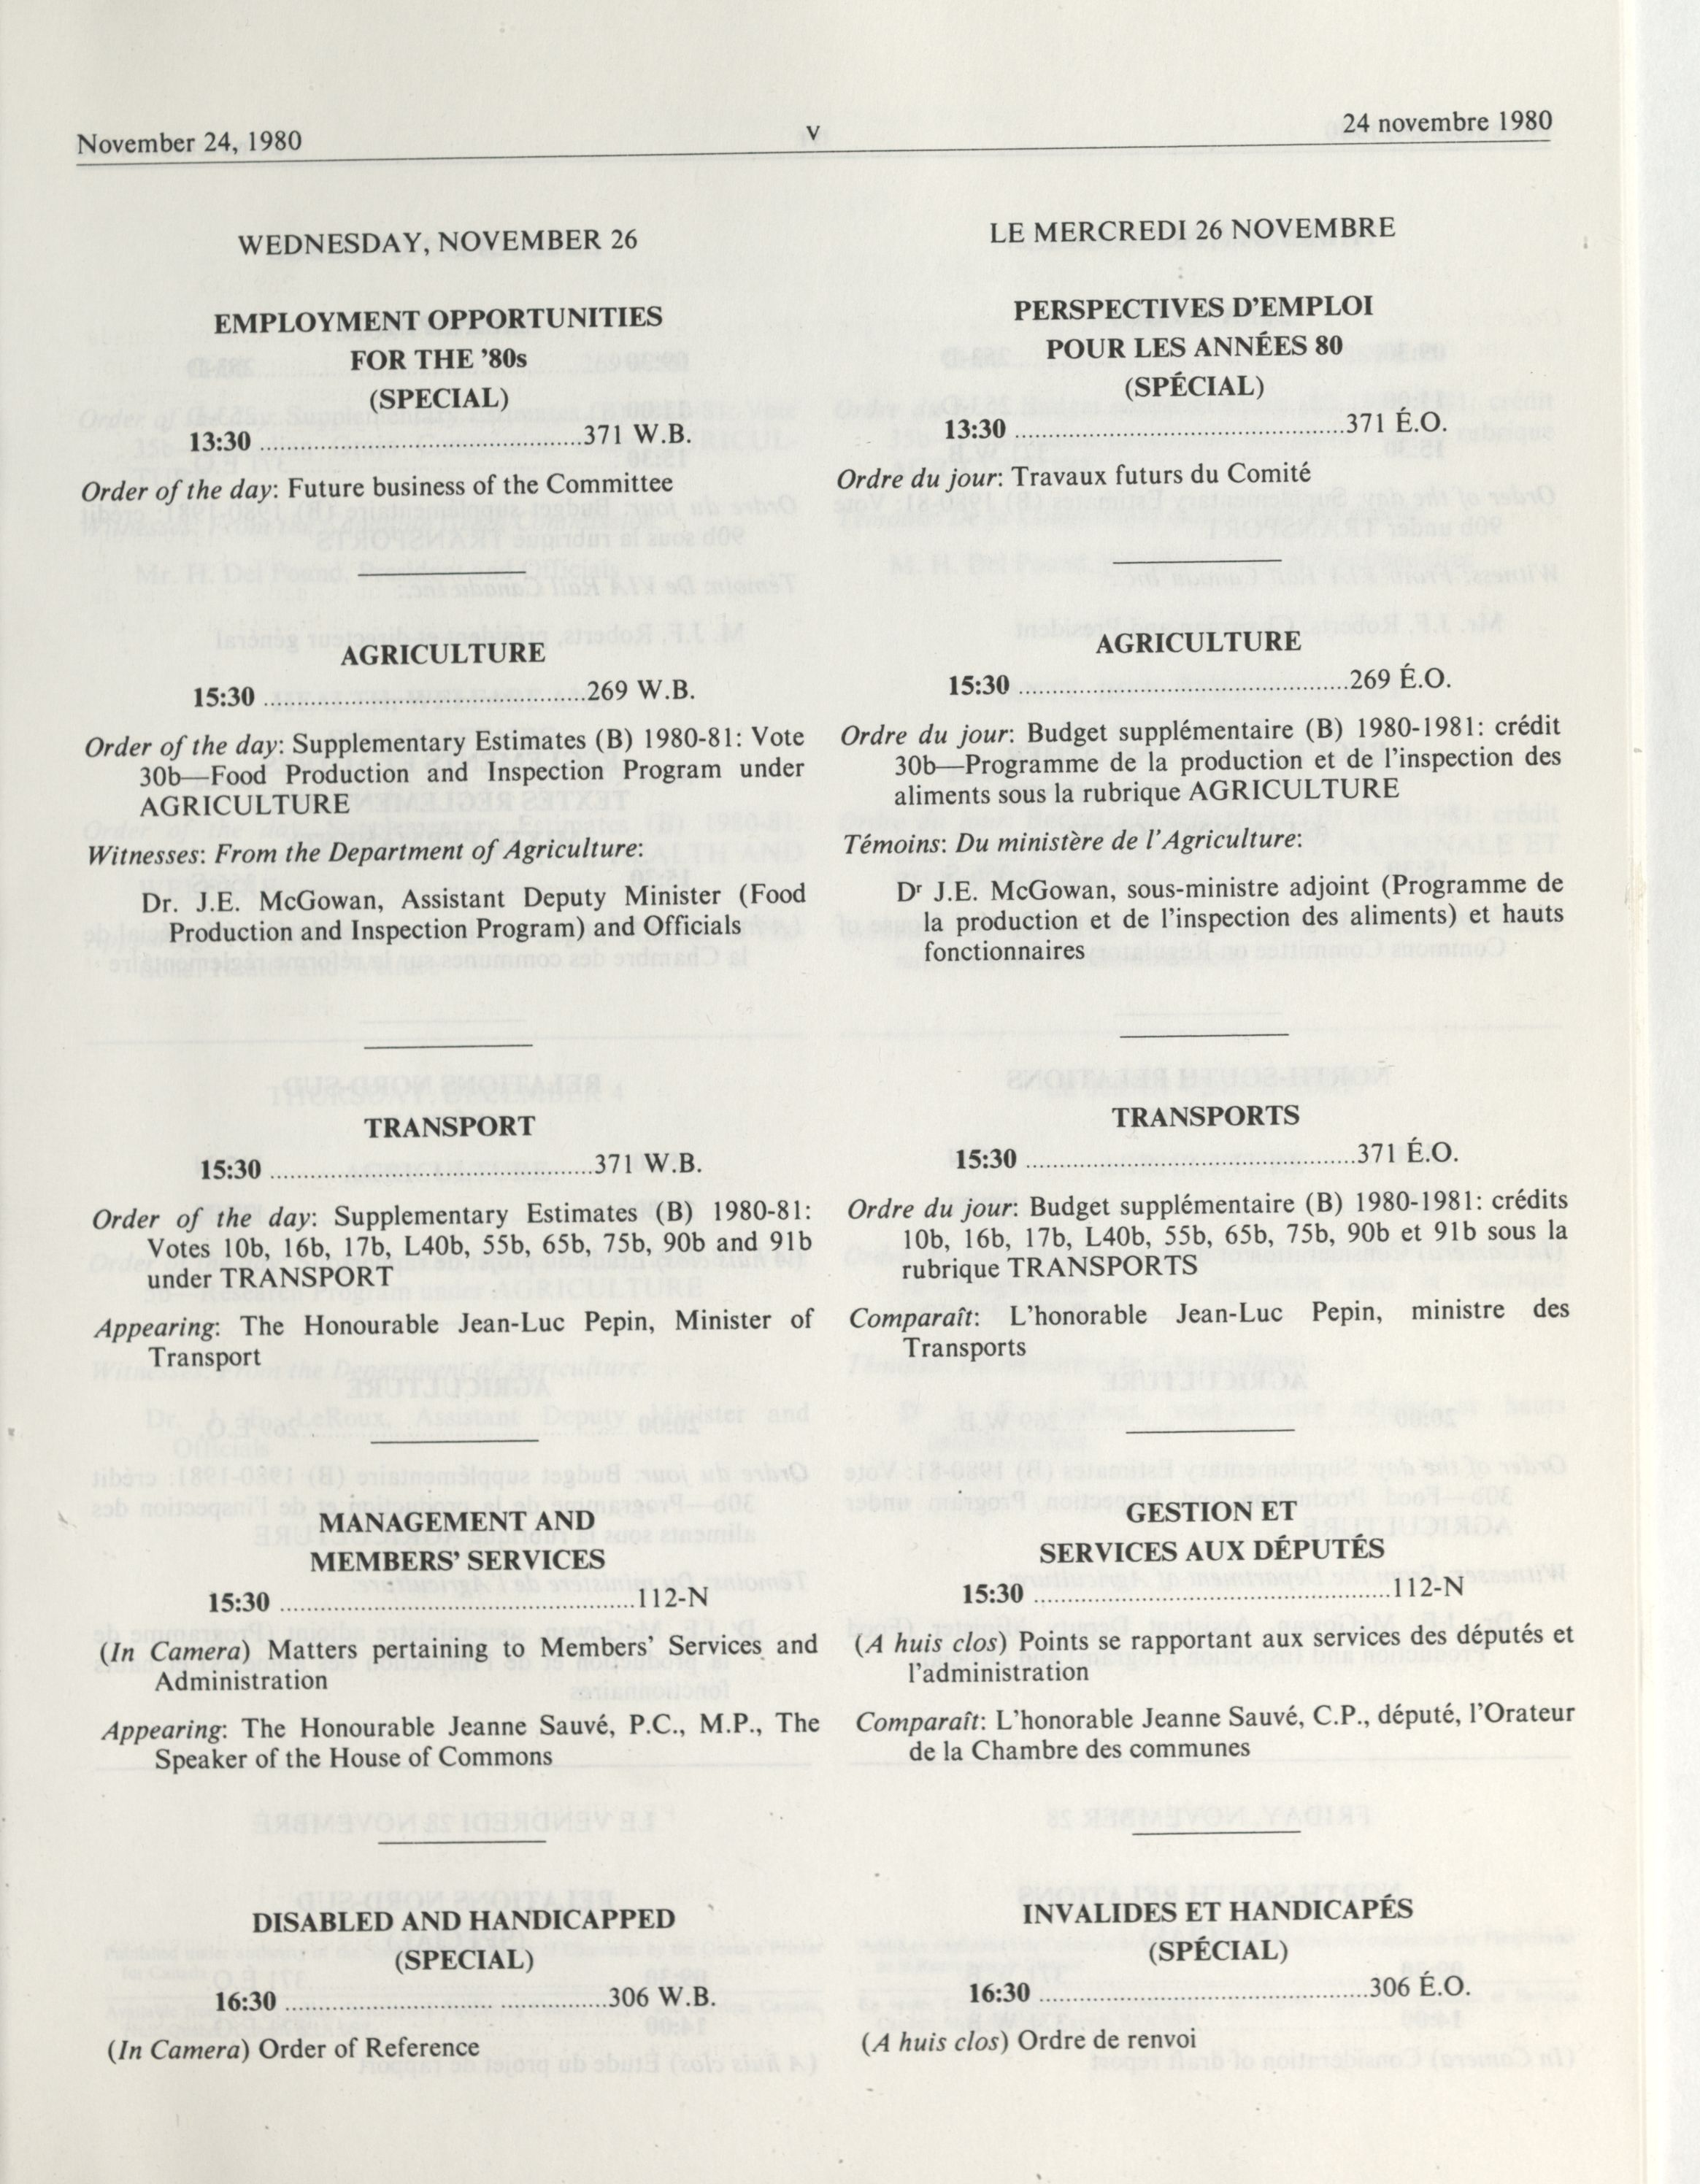 November 24, 1980
v
24 novembre 1980
WEDNESDAY, NOVEMBER 26
EMPLOYMENT OPPORTUNITIES
FOR THE '80s
(SPECIAL)
13:30 ................................................371 W.B.
Order of the day: Future business of the Committee
AGRICULTURE
15:30 ................................................269 W.B.
Order of the day: Supplementary Estimates (B) 1980-81: Vote
30b—Food Production and Inspection Program under
AGRICULTURE
Witnesses: From the Department of Agriculture:
Dr. J.E. McGowan, Assistant Deputy Minister (Food
Production and Inspection Program) and Officials
TRANSPORT
15:30 ................................................371 W.B.
Order of the day: Supplementary Estimates (B) 1980-81:
Votes 10b, 16b, 17b, L40b, 55b, 65b, 75b, 90b and 91b
under TRANSPORT
Appearing: The Honourable Jean-Luc Pepin, Minister of
Transport
MANAGEMENT AND
MEMBERS' SERVICES
15:30 .....................................................112-N
(In Camera) Matters pertaining to Members' Services and
Administration
Appearing: The Honourable Jeanne Sauvé, P.C., M.P., The
Speaker of the House of Commons
DISABLED AND HANDICAPPED
(SPECIAL)
16:30 ............................... ................306 W.B.
(In Camera) Order of Reference
LE MERCREDI 26 NOVEMBRE
PERSPECTIVES D'EMPLOI
POUR LES ANNÉES 80
(SPÉCIAL)
13:30 .................................................371 É.O.
Ordre du jour: Travaux futurs du Comité
AGRICULTURE
15:30 .................................................269 É.O.
Ordre du jour: Budget supplémentaire (B) 1980-1981: crédit
30b—Programme de la production et de l'inspection des
aliments sous la rubrique AGRICULTURE
Témoins: Du ministère de l'Agriculture:
Dr J.E. McGowan, sous-ministre adjoint (Programme de
la production et de l'inspection des aliments) et hauts
fonctionnaires
TRANSPORTS
15:30 .................................................371 É.O.
Ordre du jour: Budget supplémentaire (B) 1980-1981: crédits
10b, 16b, 17b, L40b, 55b, 65b, 75b, 90b et 91b sous la
rubrique TRANSPORTS
Comparaît: L'honorable Jean-Luc Pepin, ministre des
Transports
GESTION ET
SERVICES AUX DÉPUTÉS
15:30 .....................................................112-N
(A huis clos) Points se rapportant aux services des députés et
l'administration
Comparaît: L'honorable Jeanne Sauvé, C.P., député, l'Orateur
de la Chambre des communes
INVALIDES ET HANDICAPÉS
(SPÉCIAL)
16:30 .................................................306 É.O.
(A huis clos) Ordre de renvoi